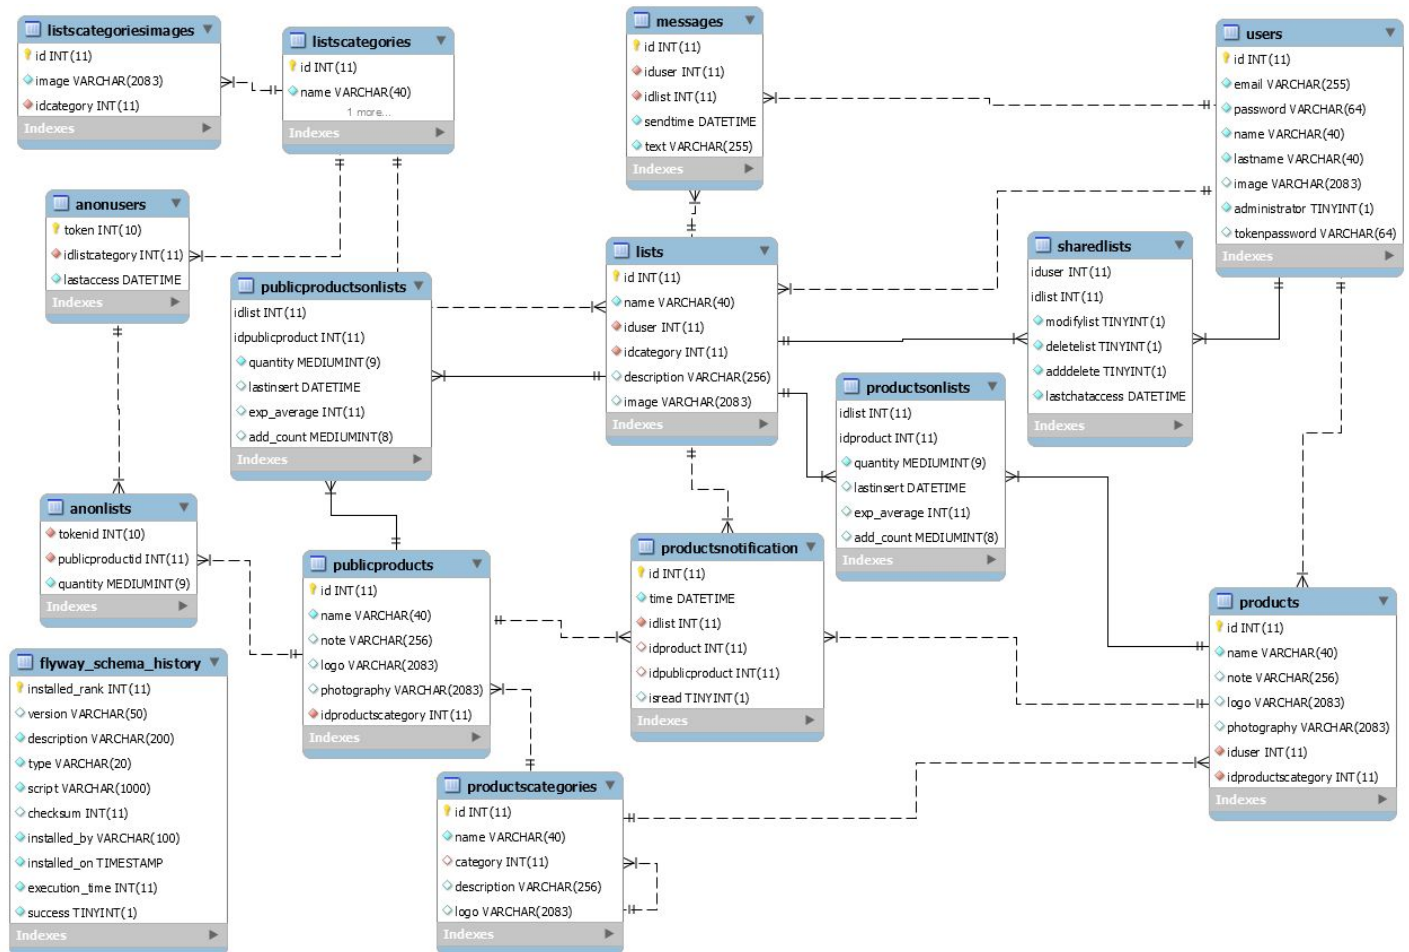 listscategoriesimages
id INT(11)
image VARCHAR(2083)
idcategory INT(11)
Indexes
listscategories
id INT(11)
name VARCHAR(40)
1 more...
Indexes
messages
id INT(11)
iduser INT(11)
idlist INT(11)
sendtime DATETIME
text VARCHAR(255)
Indexes
users
id INT(11)
email VARCHAR(255)
password VARCHAR(64)
name VARCHAR(40)
lastname VARCHAR(40)
image VARCHAR(2083)
administrator TINYINT(1)
tokenpassword VARCHAR(64)
Indexes
anonusers
token INT(10)
idlistcategory INT(11)
lastaccess DATETIME
Indexes
publicproductsonlists
idlist INT(11)
idpublicproduct INT(11)
quantity MEDIUMINT(9)
lastinsert DATETIME
exp_average INT(11)
add_count MEDIUMINT(8)
Indexes
lists
id INT(11)
name VARCHAR(40)
iduser INT(11)
idcategory INT(11)
description VARCHAR(256)
image VARCHAR(2083)
Indexes
sharedlists
iduser INT(11)
idlist INT(11)
modifylist TINYINT(1)
deletelist TINYINT(1)
adddelete TINYINT(1)
lastchataccess DATETIME
Indexes
productsonlists
idlist INT(11)
idproduct INT(11)
quantity MEDIUMINT(9)
lastinsert DATETIME
exp_average INT(11)
add_count MEDIUMINT(8)
Indexes
anonlists
tokenid INT(10)
publicproductid INT(11)
quantity MEDIUMINT(9)
Indexes
publicproducts
id INT(11)
name VARCHAR(40)
note VARCHAR(256)
logo VARCHAR(2083)
photography VARCHAR(2083)
idproductscategory INT(11)
Indexes
productsnotification
id INT(11)
time DATETIME
idlist INT(11)
idproduct INT(11)
idpublicproduct INT(11)
isread TINYINT(1)
Indexes
products
id INT(11)
name VARCHAR(40)
note VARCHAR(256)
logo VARCHAR(2083)
photography VARCHAR(2083)
iduser INT(11)
idproductscategory INT(11)
Indexes
flyway_schema_history
installed_rank INT(11)
version VARCHAR(50)
description VARCHAR(200)
type VARCHAR(20)
script VARCHAR(1000)
checksum INT(11)
installed_by VARCHAR(100)
installed_on TIMESTAMP
execution_time INT(11)
success TINYINT(1)
Indexes
productscategories
id INT(11)
name VARCHAR(40)
category INT(11)
description VARCHAR(256)
logo VARCHAR(2083)
Indexes